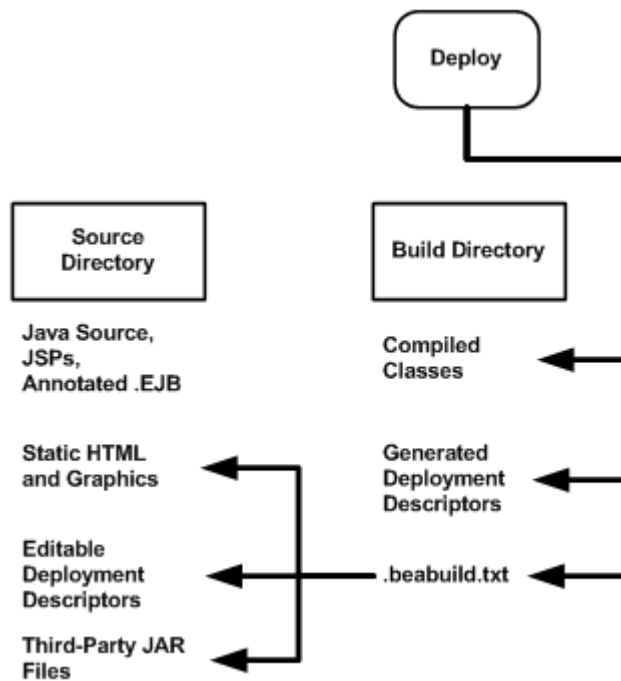 Deploy
Source
Directory
Build Directory
Java Source,
JSPs,
Annotated .EJB
Compiled
Classes
Static HTML
and Graphics
Generated
Deployment
Descriptors
Editable
Deployment
Descriptors
.beabuild.txt
Third-Party JAR
Files